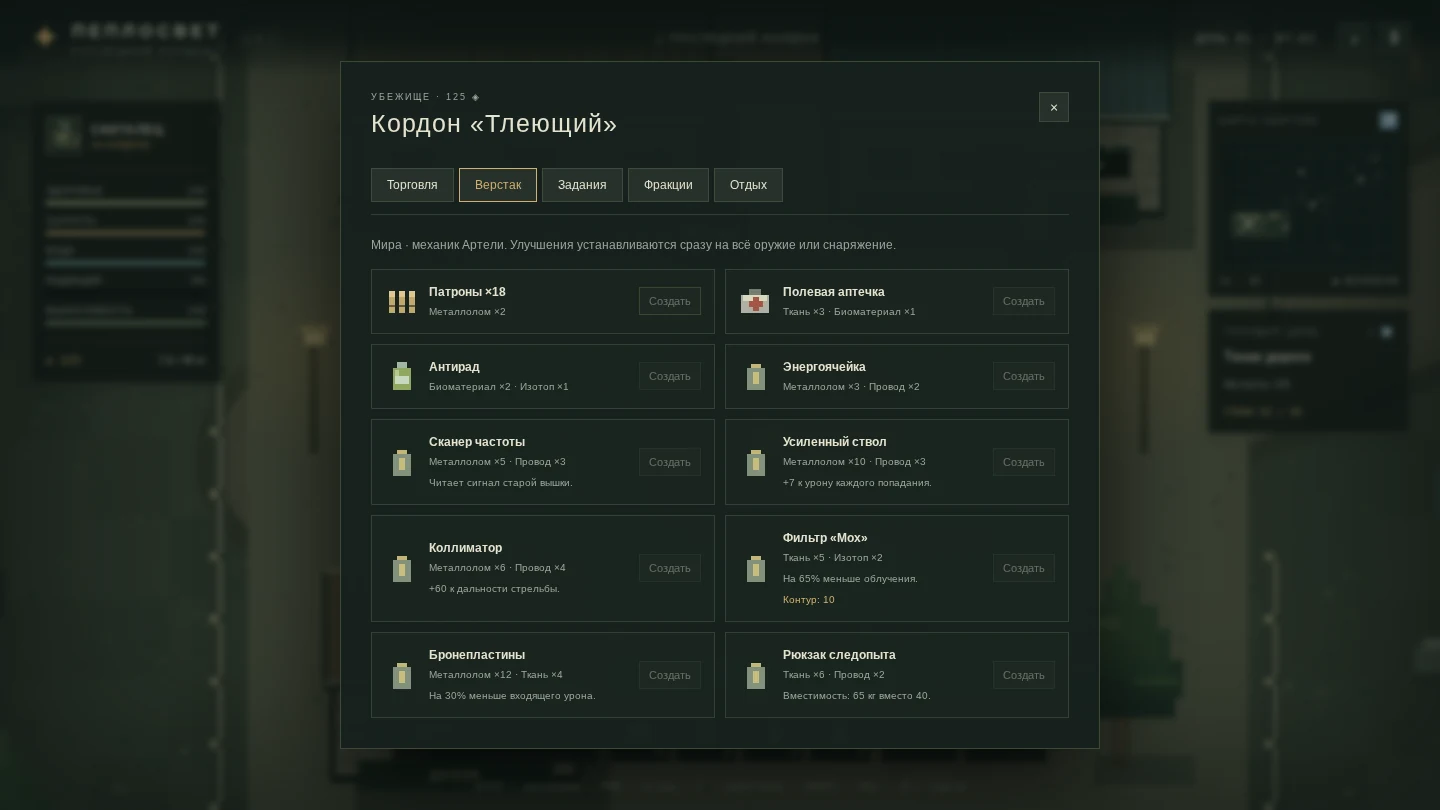 ПЕПЛОСВЕТ
УБЕЖИЩЕ · 125 ◈
Кордон «Тлеющий»
×
Торговля
Верстак
Задания
Фракции
Отдых
Мира · механик Артели. Улучшения устанавливаются сразу на всё оружие или снаряжение.
Патроны ×18
Металлолом ×2
Создать
Полевая аптечка
Ткань ×3 · Биоматериал ×1
Создать
Антирад
Биоматериал ×2 · Изотоп ×1
Создать
Энергоячейка
Металлолом ×3 · Провод ×2
Создать
Сканер частоты
Металлолом ×5 · Провод ×3
Читает сигнал старой вышки.
Создать
Усиленный ствол
Металлолом ×10 · Провод ×3
+7 к урону каждого попадания.
Создать
Коллиматор
Металлолом ×6 · Провод ×4
+60 к дальности стрельбы.
Создать
Фильтр «Мох»
Ткань ×5 · Изотоп ×2
На 65% меньше облучения.
Контур: 10
Создать
Бронепластины
Металлолом ×12 · Ткань ×4
На 30% меньше входящего урона.
Создать
Рюкзак следопыта
Ткань ×6 · Провод ×2
Вместимость: 65 кг вместо 40.
Создать